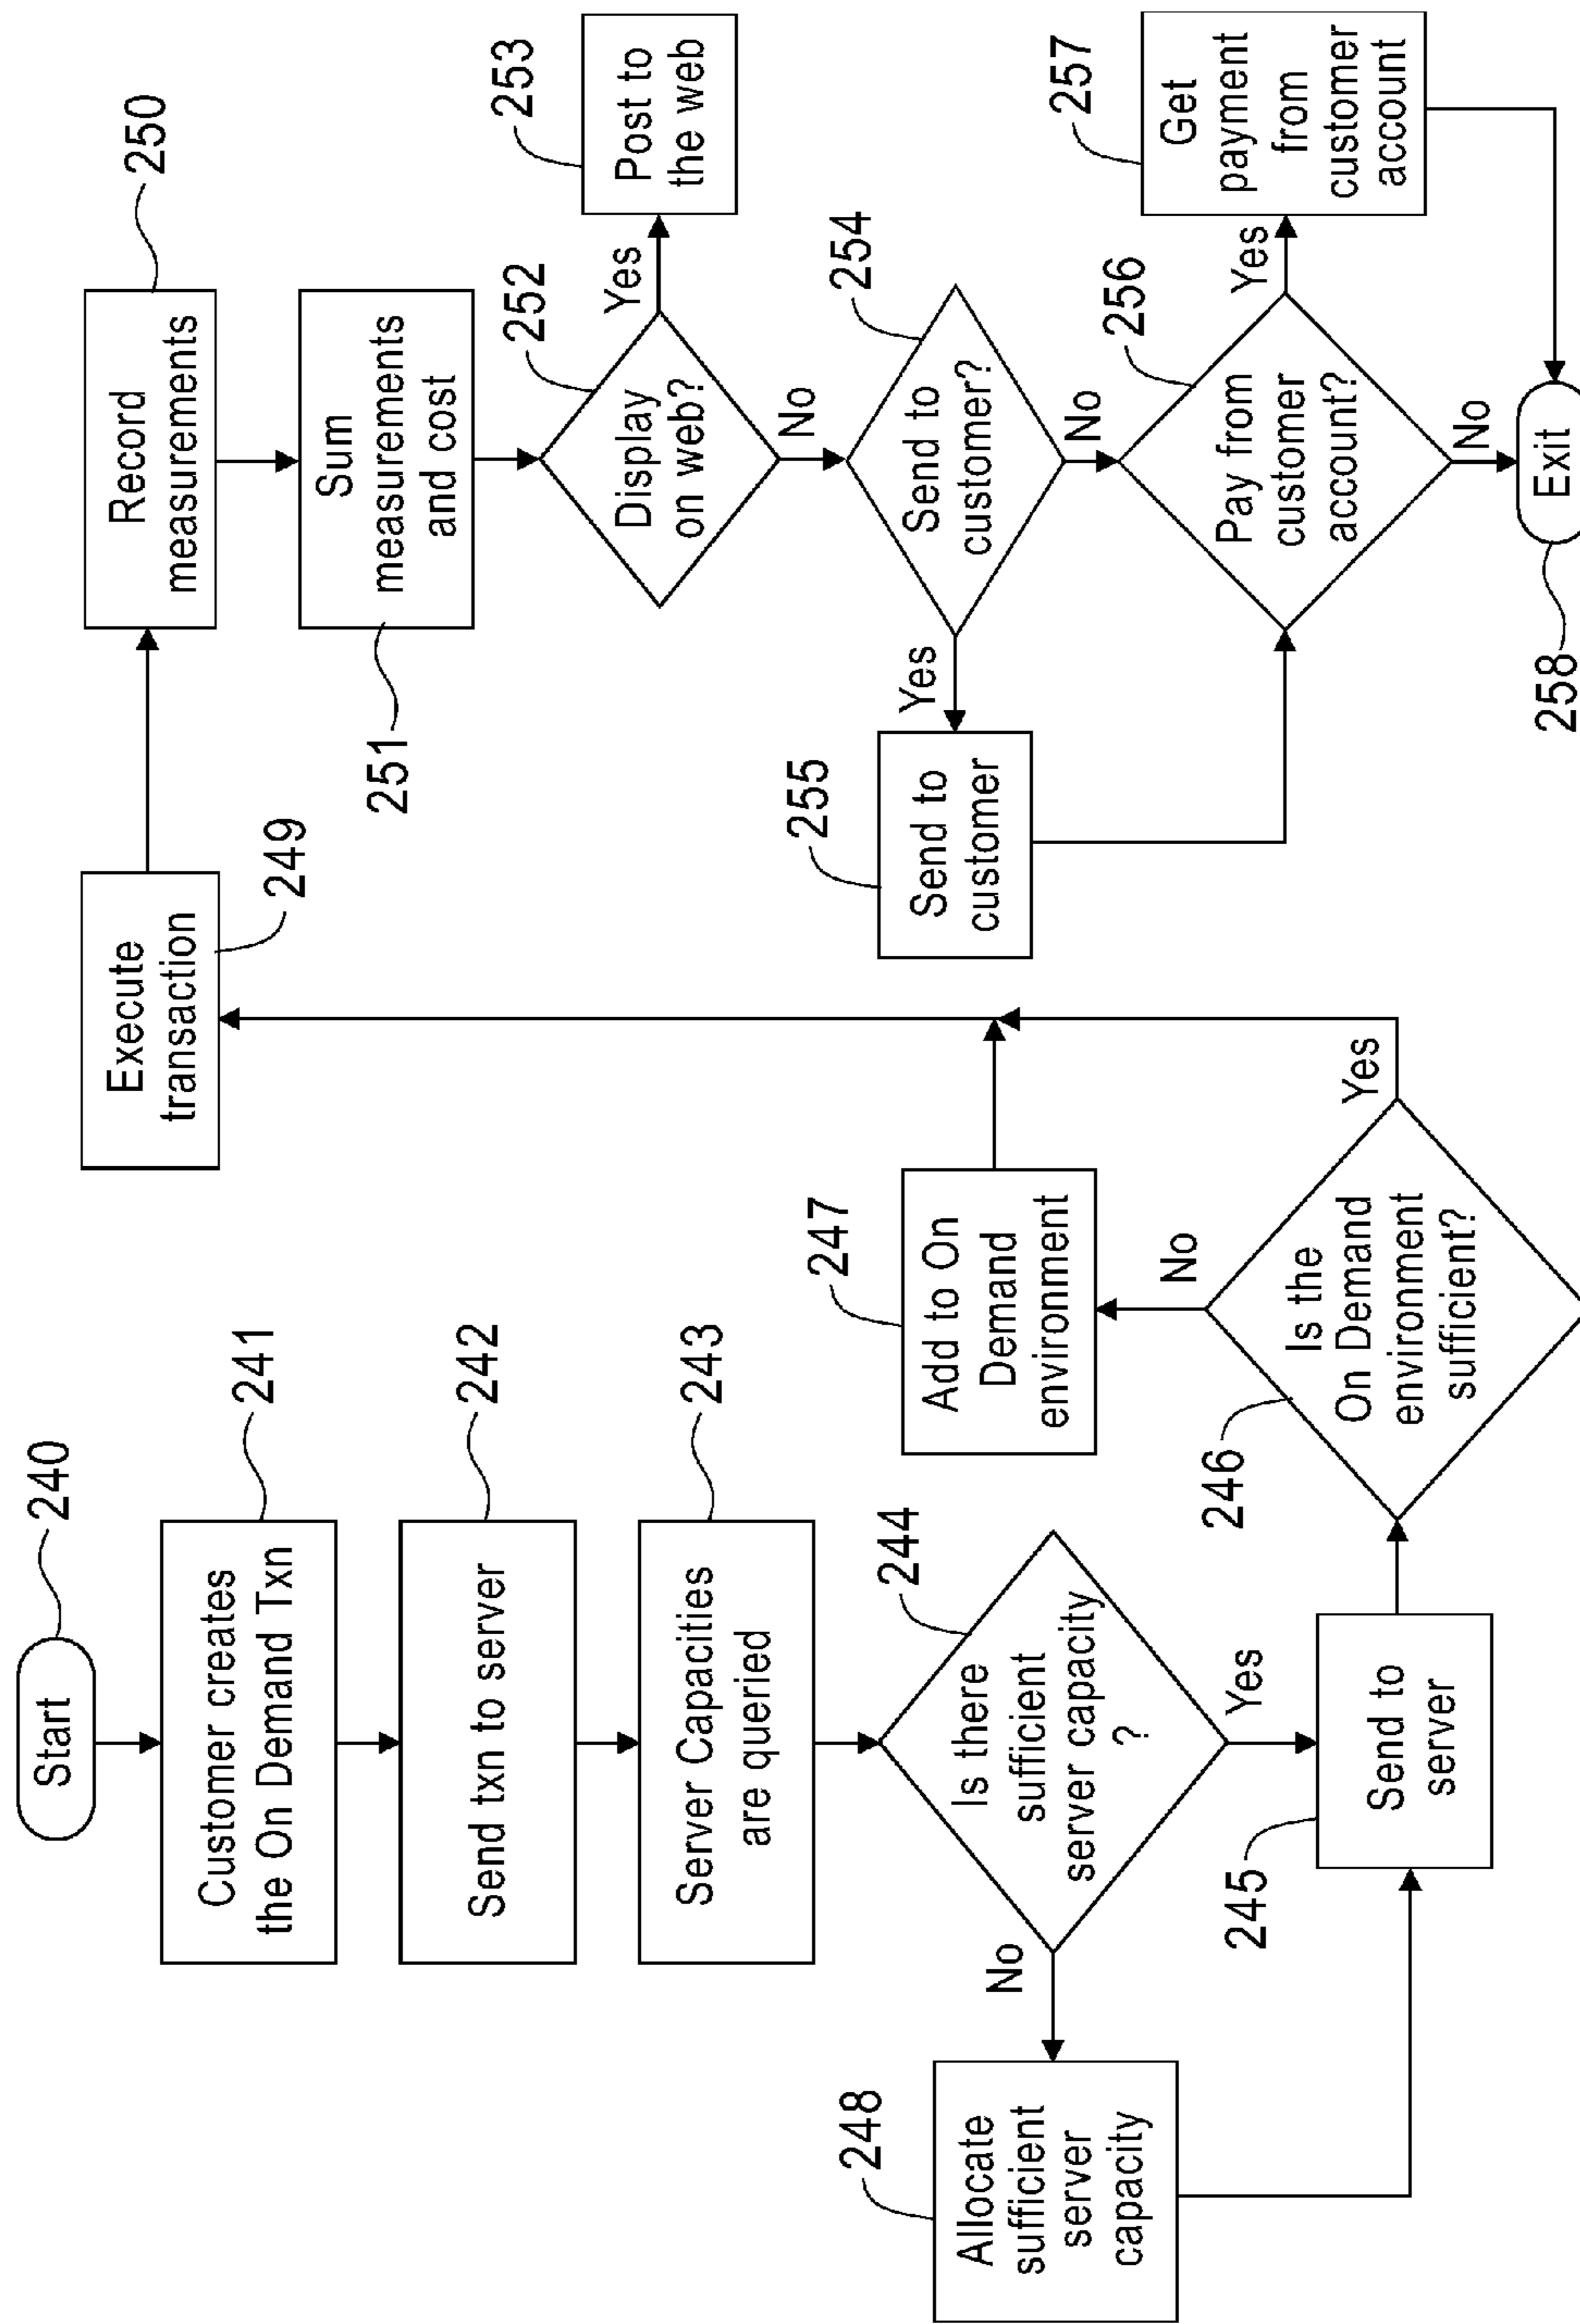 240
Start
Customer creates
the On Demand Txn
241
Send txn to server
242
Server Capacities
are queried
243
Is there
sufficient
server capacity
?
244
No
Yes
Allocate
sufficient
server
capacity
248
Send to
server
245
Is the
On Demand
environment
sufficient?
246
No
Yes
Add to On
Demand
environment
247
Execute
transaction
249
Record
measurements
250
Sum
measurements
and cost
251
Display
on web?
252
Yes
No
Post to
the web
253
Send to
customer?
254
Yes
No
Send to
customer
255
Pay from
customer
account?
256
Yes
No
Get
payment
from
customer
account
257
Exit
258